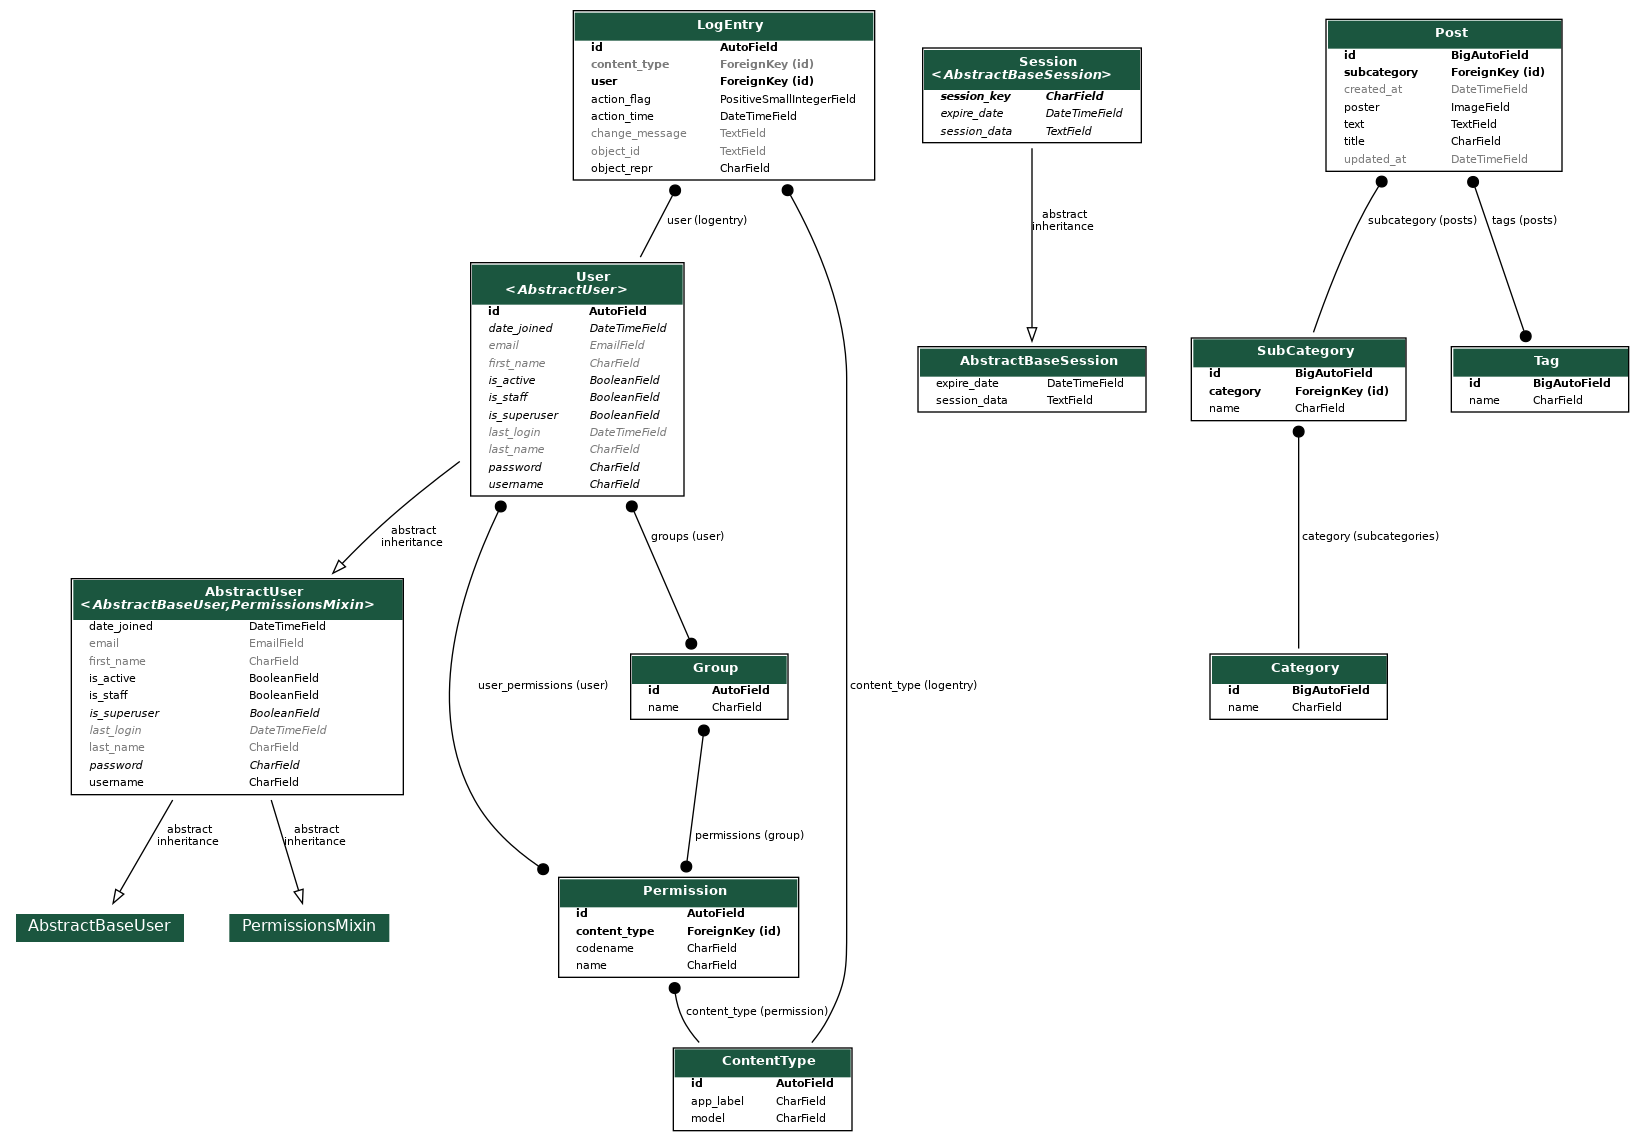 LogEntry
id AutoField
content_type ForeignKey (id)
user ForeignKey (id)
action_flag PositiveSmallIntegerField
action_time DateTimeField
change_message TextField
object_id TextField
object_repr CharField
Session
<AbstractBaseSession>
session_key CharField
expire_date DateTimeField
session_data TextField
Post
id BigAutoField
subcategory ForeignKey (id)
created_at DateTimeField
poster ImageField
text TextField
title CharField
updated_at DateTimeField
user (logentry)
abstract
inheritance
subcategory (posts)
tags (posts)
User
<AbstractUser>
id AutoField
date_joined DateTimeField
email EmailField
first_name CharField
is_active BooleanField
is_staff BooleanField
is_superuser BooleanField
last_login DateTimeField
last_name CharField
password CharField
username CharField
AbstractBaseSession
expire_date DateTimeField
session_data TextField
SubCategory
id BigAutoField
category ForeignKey (id)
name CharField
Tag
id BigAutoField
name CharField
abstract
inheritance
groups (user)
category (subcategories)
AbstractUser
<AbstractBaseUser,PermissionsMixin>
date_joined DateTimeField
email EmailField
first_name CharField
is_active BooleanField
is_staff BooleanField
is_superuser BooleanField
last_login DateTimeField
last_name CharField
password CharField
username CharField
user_permissions (user)
Group
id AutoField
name CharField
content_type (logentry)
Category
id BigAutoField
name CharField
abstract
inheritance
abstract
inheritance
permissions (group)
AbstractBaseUser
PermissionsMixin
Permission
id AutoField
content_type ForeignKey (id)
codename CharField
name CharField
content_type (permission)
ContentType
id AutoField
app_label CharField
model CharField